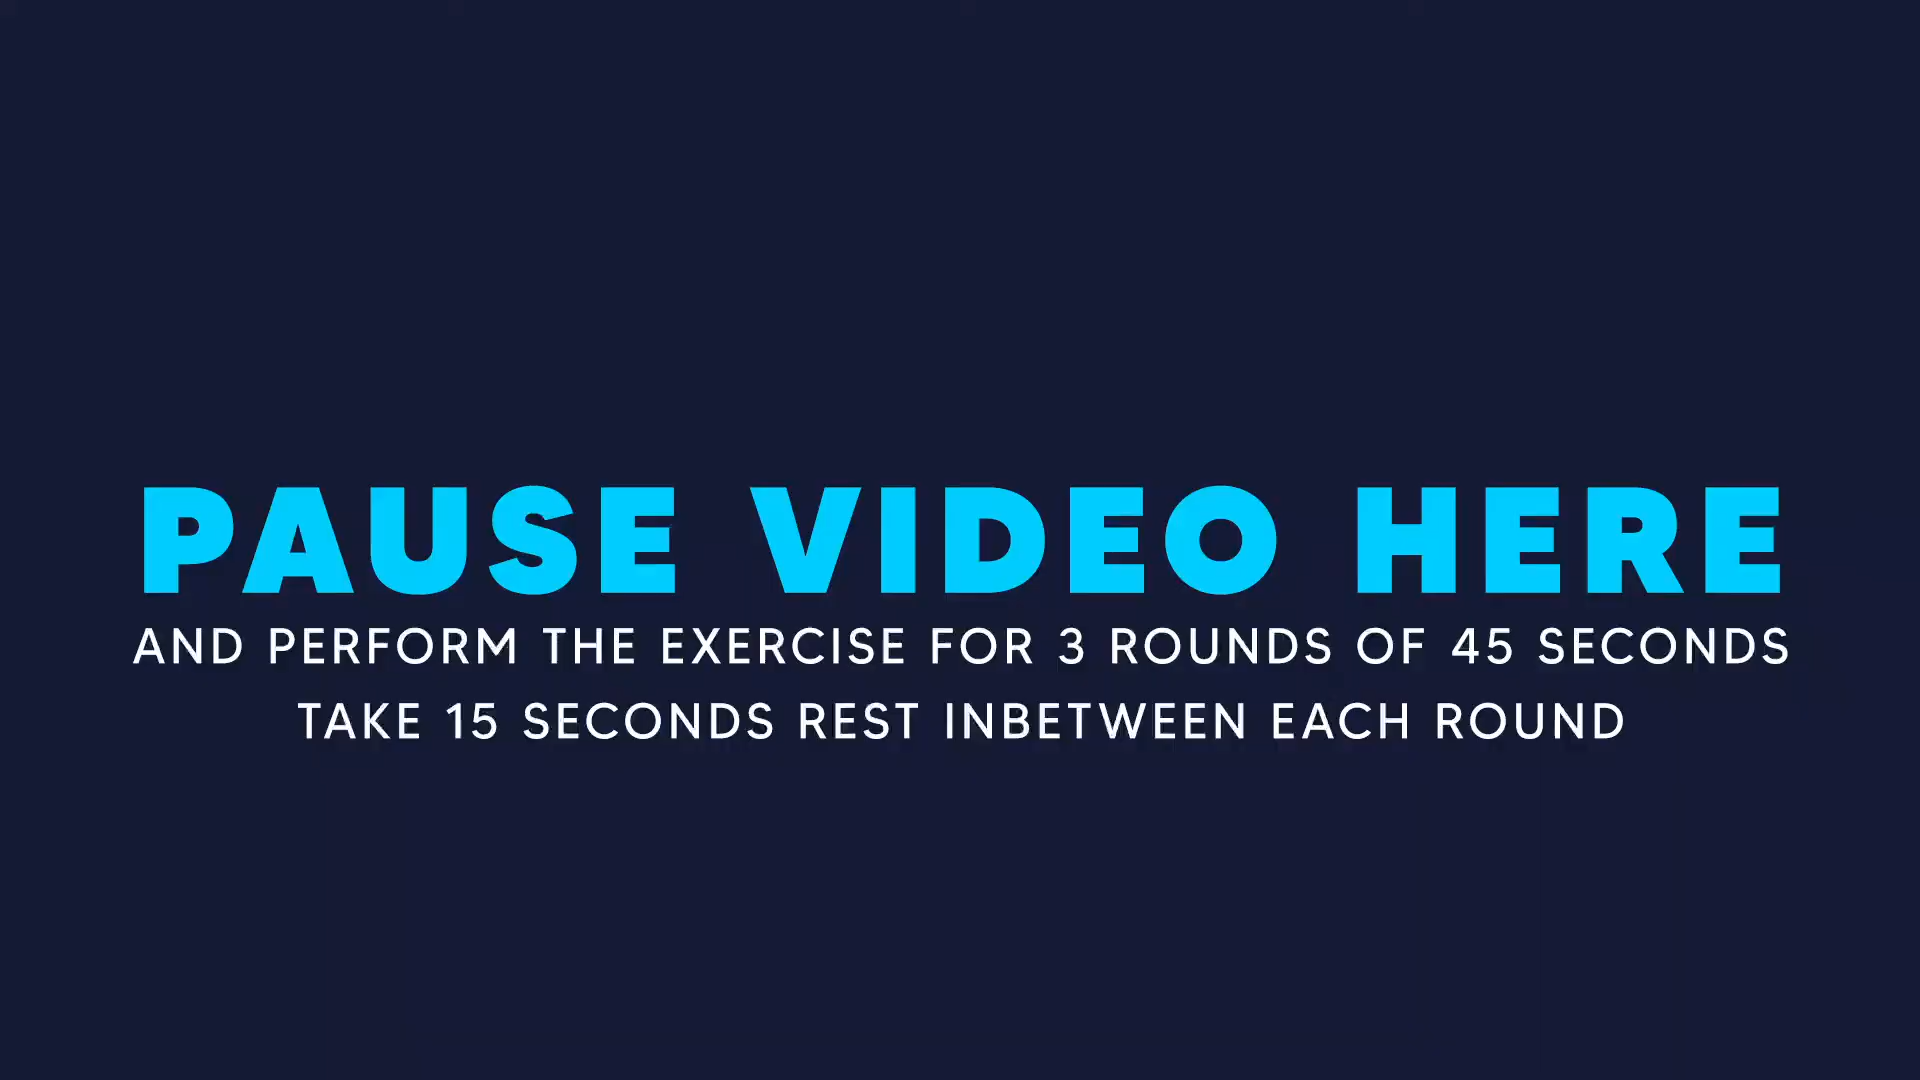 PAUSE VIDEO HERE
AND PERFORM THE EXERCISE FOR 3 ROUNDS OF 45 SECONDS
TAKE 15 SECONDS REST INBETWEEN EACH ROUND